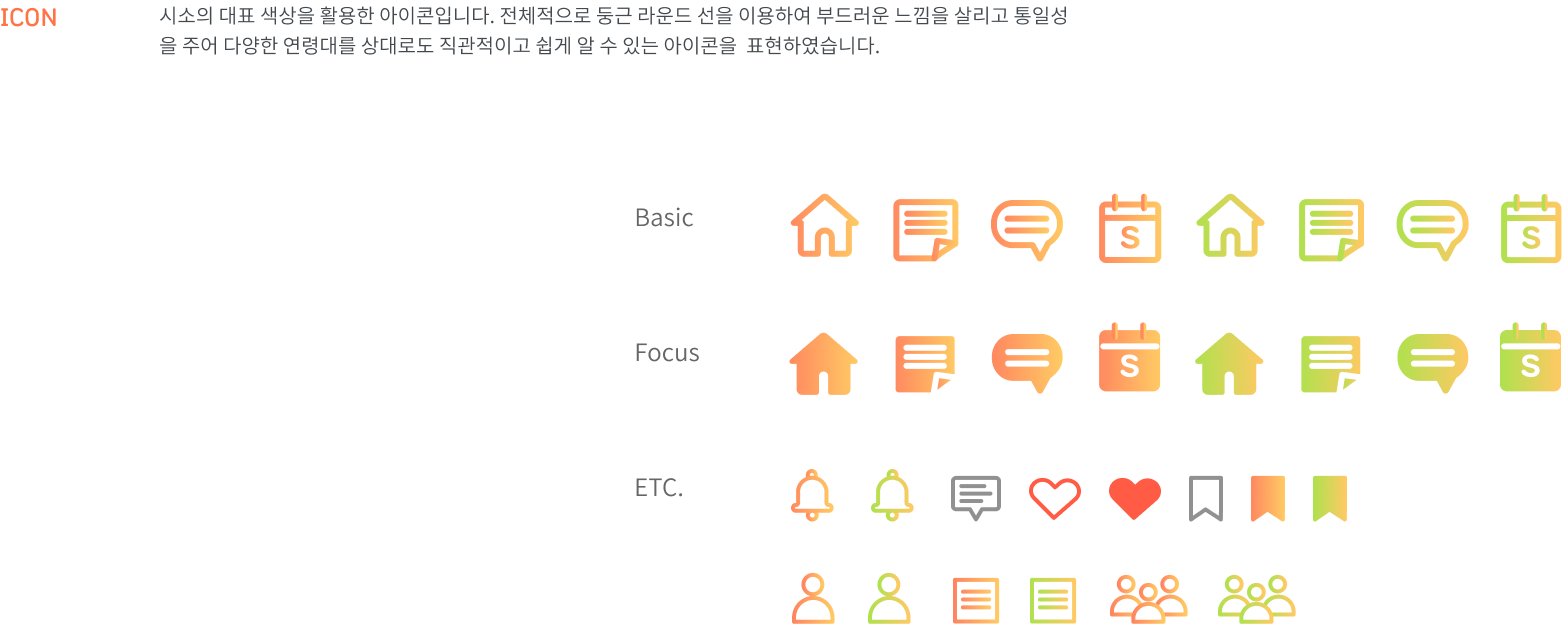 ICON
시소의 대표 색상을 활용한 아이콘입니다. 전체적으로 둥근 라운드 선을 이용하여 부드러운 느낌을 살리고 통일성
을 주어 다양한 연령대를 상대로도 직관적이고 쉽게 알 수 있는 아이콘을 표현하였습니다.
Basic
S
S
Focus
S
S
ETC.